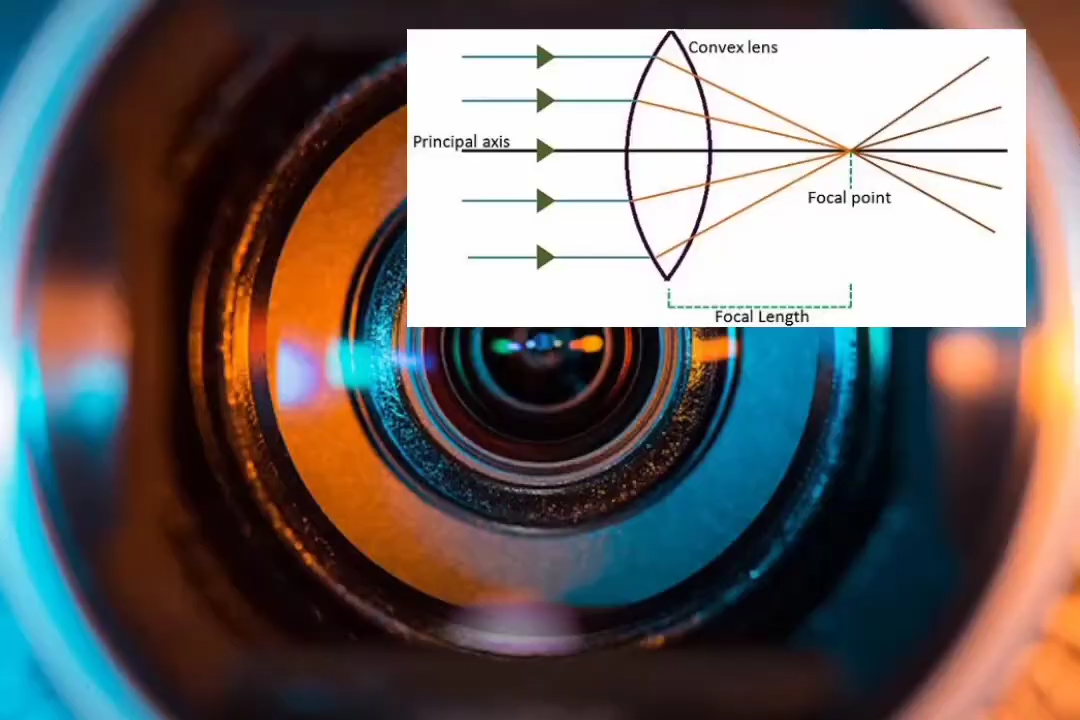 Convex lens
Principal axis
Focal point
Focal Length